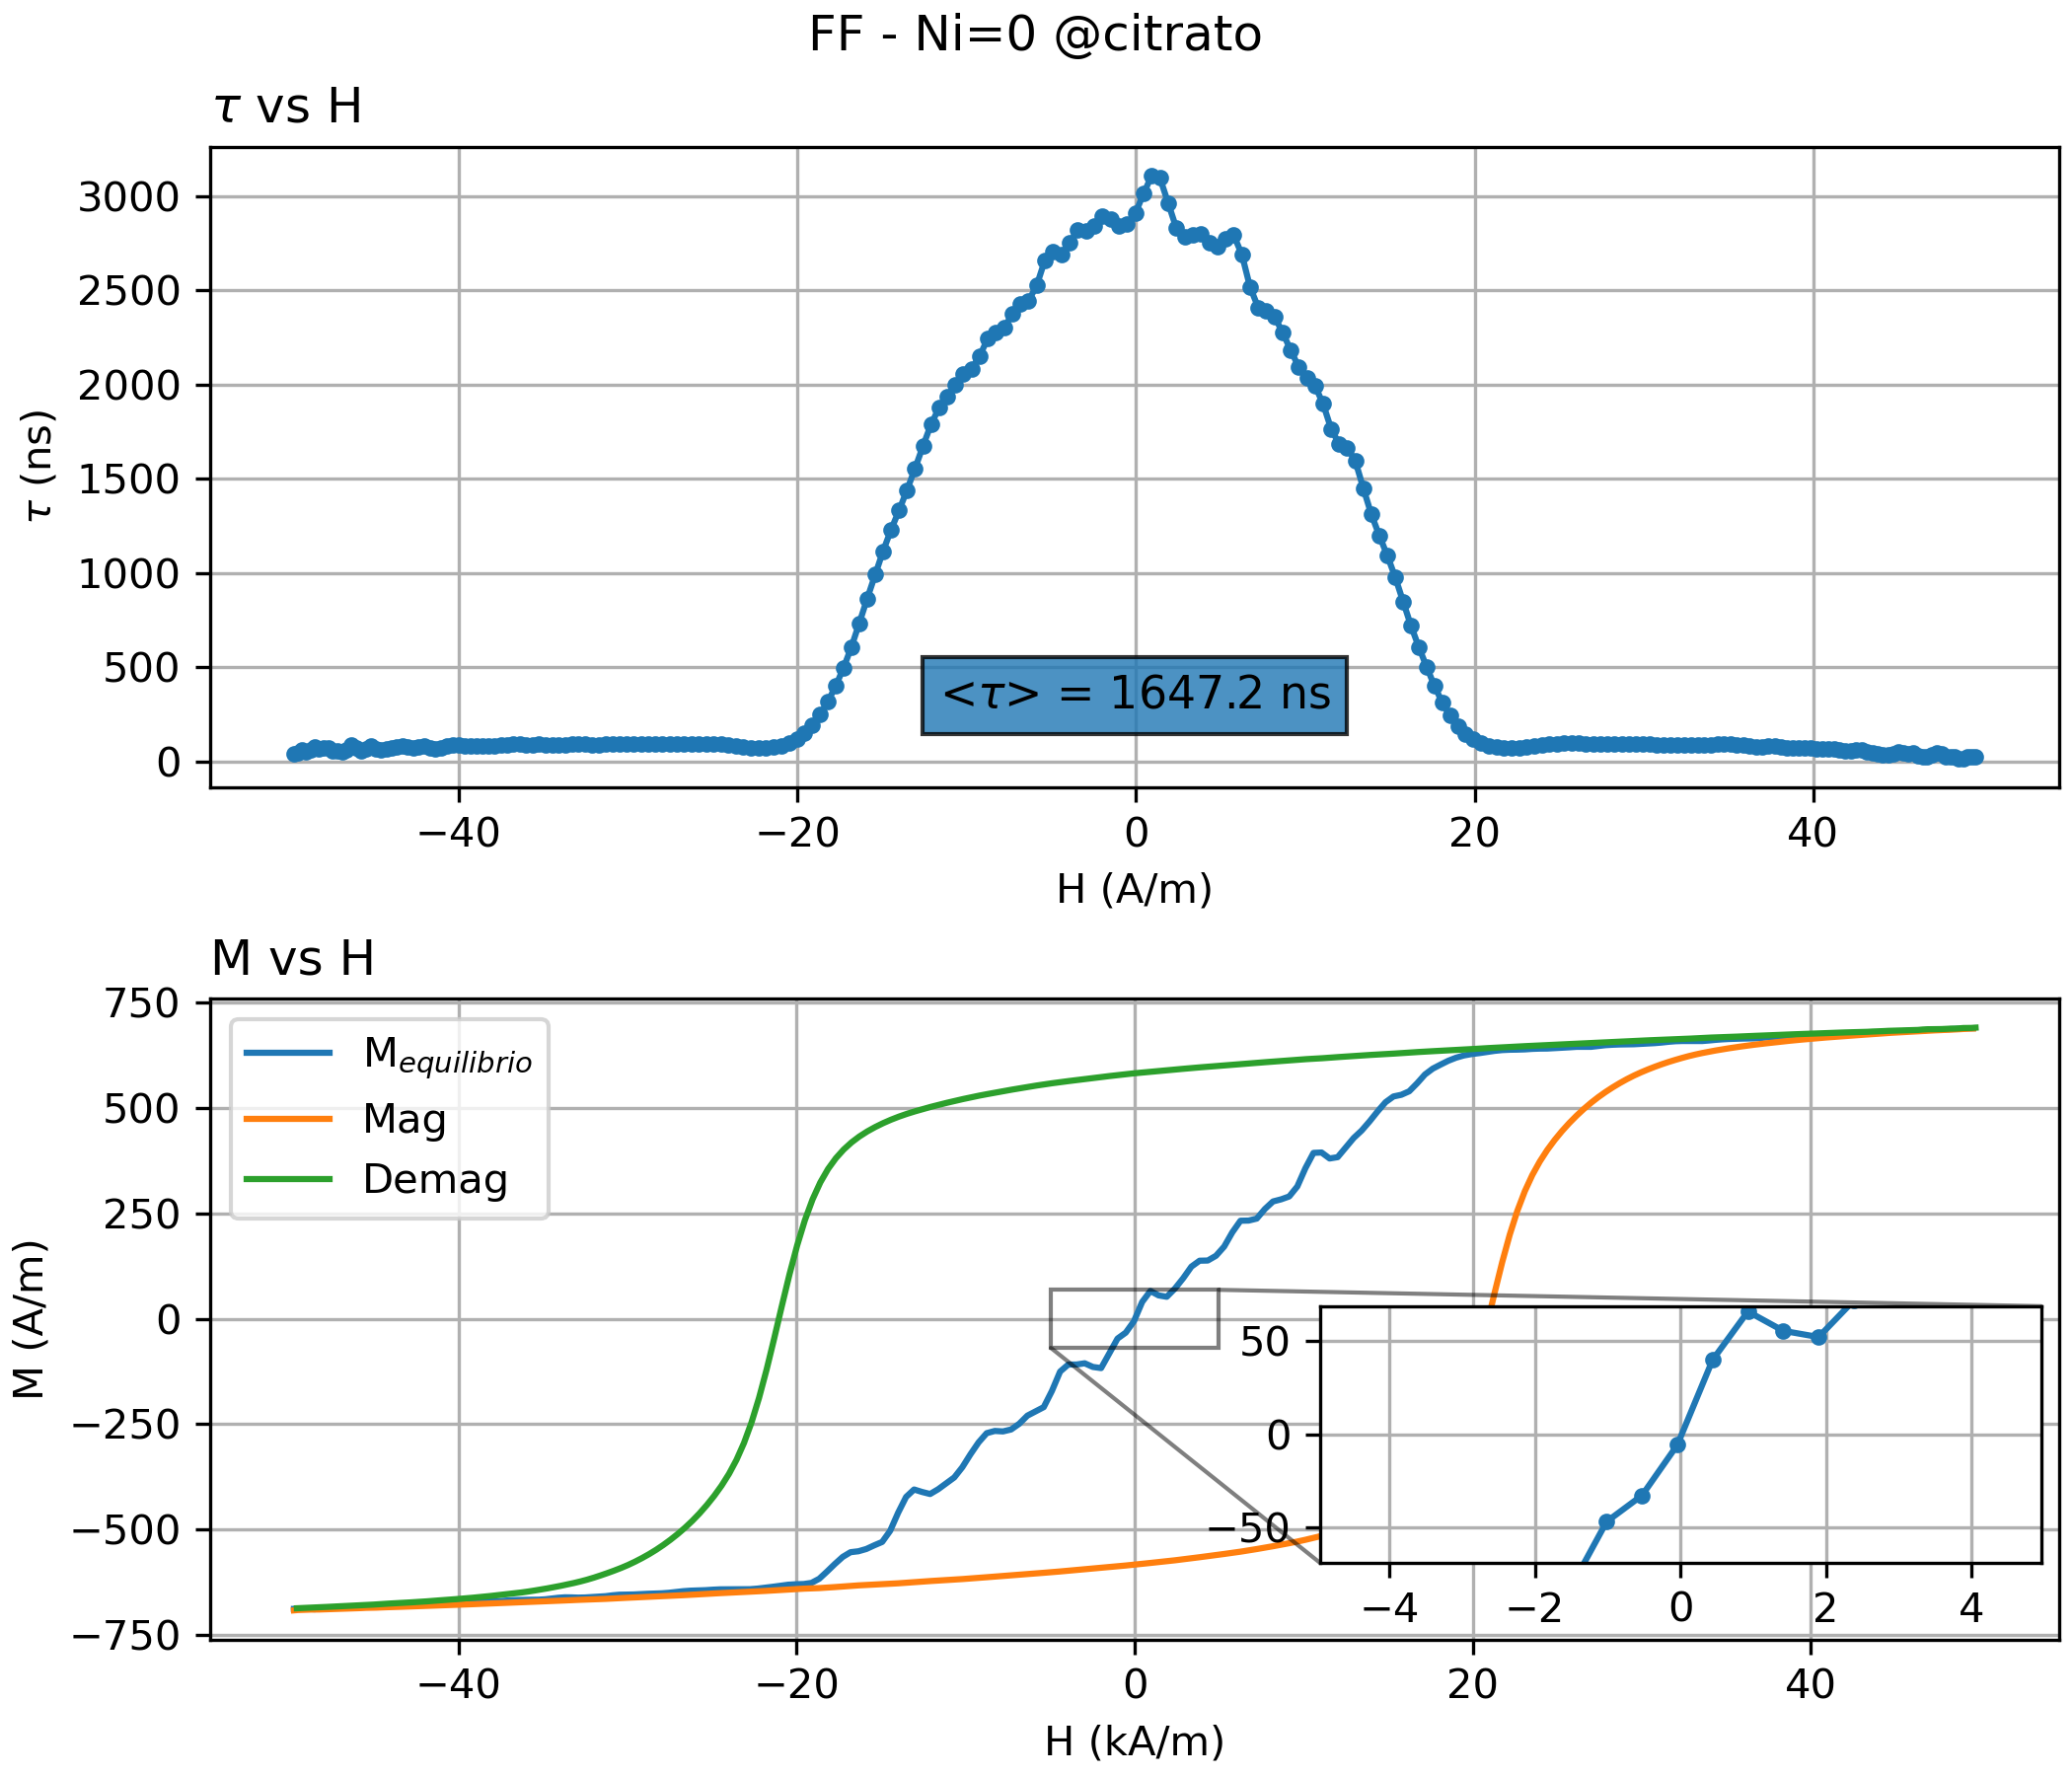 FF - Ni=0 @citrato
τ vs H
3000
2500
2000
1500
1000
500
0
τ (ns)
<τ> = 1647.2 ns
−40
−20
0
20
40
H (A/m)
M vs H
750
500
250
0
−250
−500
−750
M (A/m)
Mequilibrio
Mag
Demag
50
0
−50
−4
−2
0
2
4
−40
−20
0
20
40
H (kA/m)